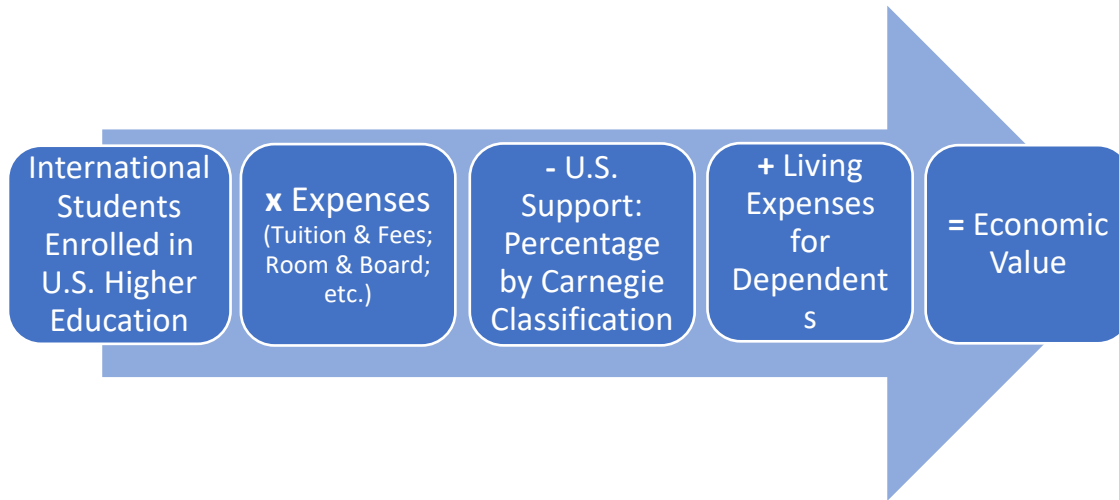 International
Students
Enrolled in
U.S. Higher
Education
x Expenses
(Tuition & Fees;
Room & Board;
etc.)
- U.S.
Support:
Percentage
by Carnegie
Classification
+ Living
Expenses
for
Dependent
s
= Economic
Value